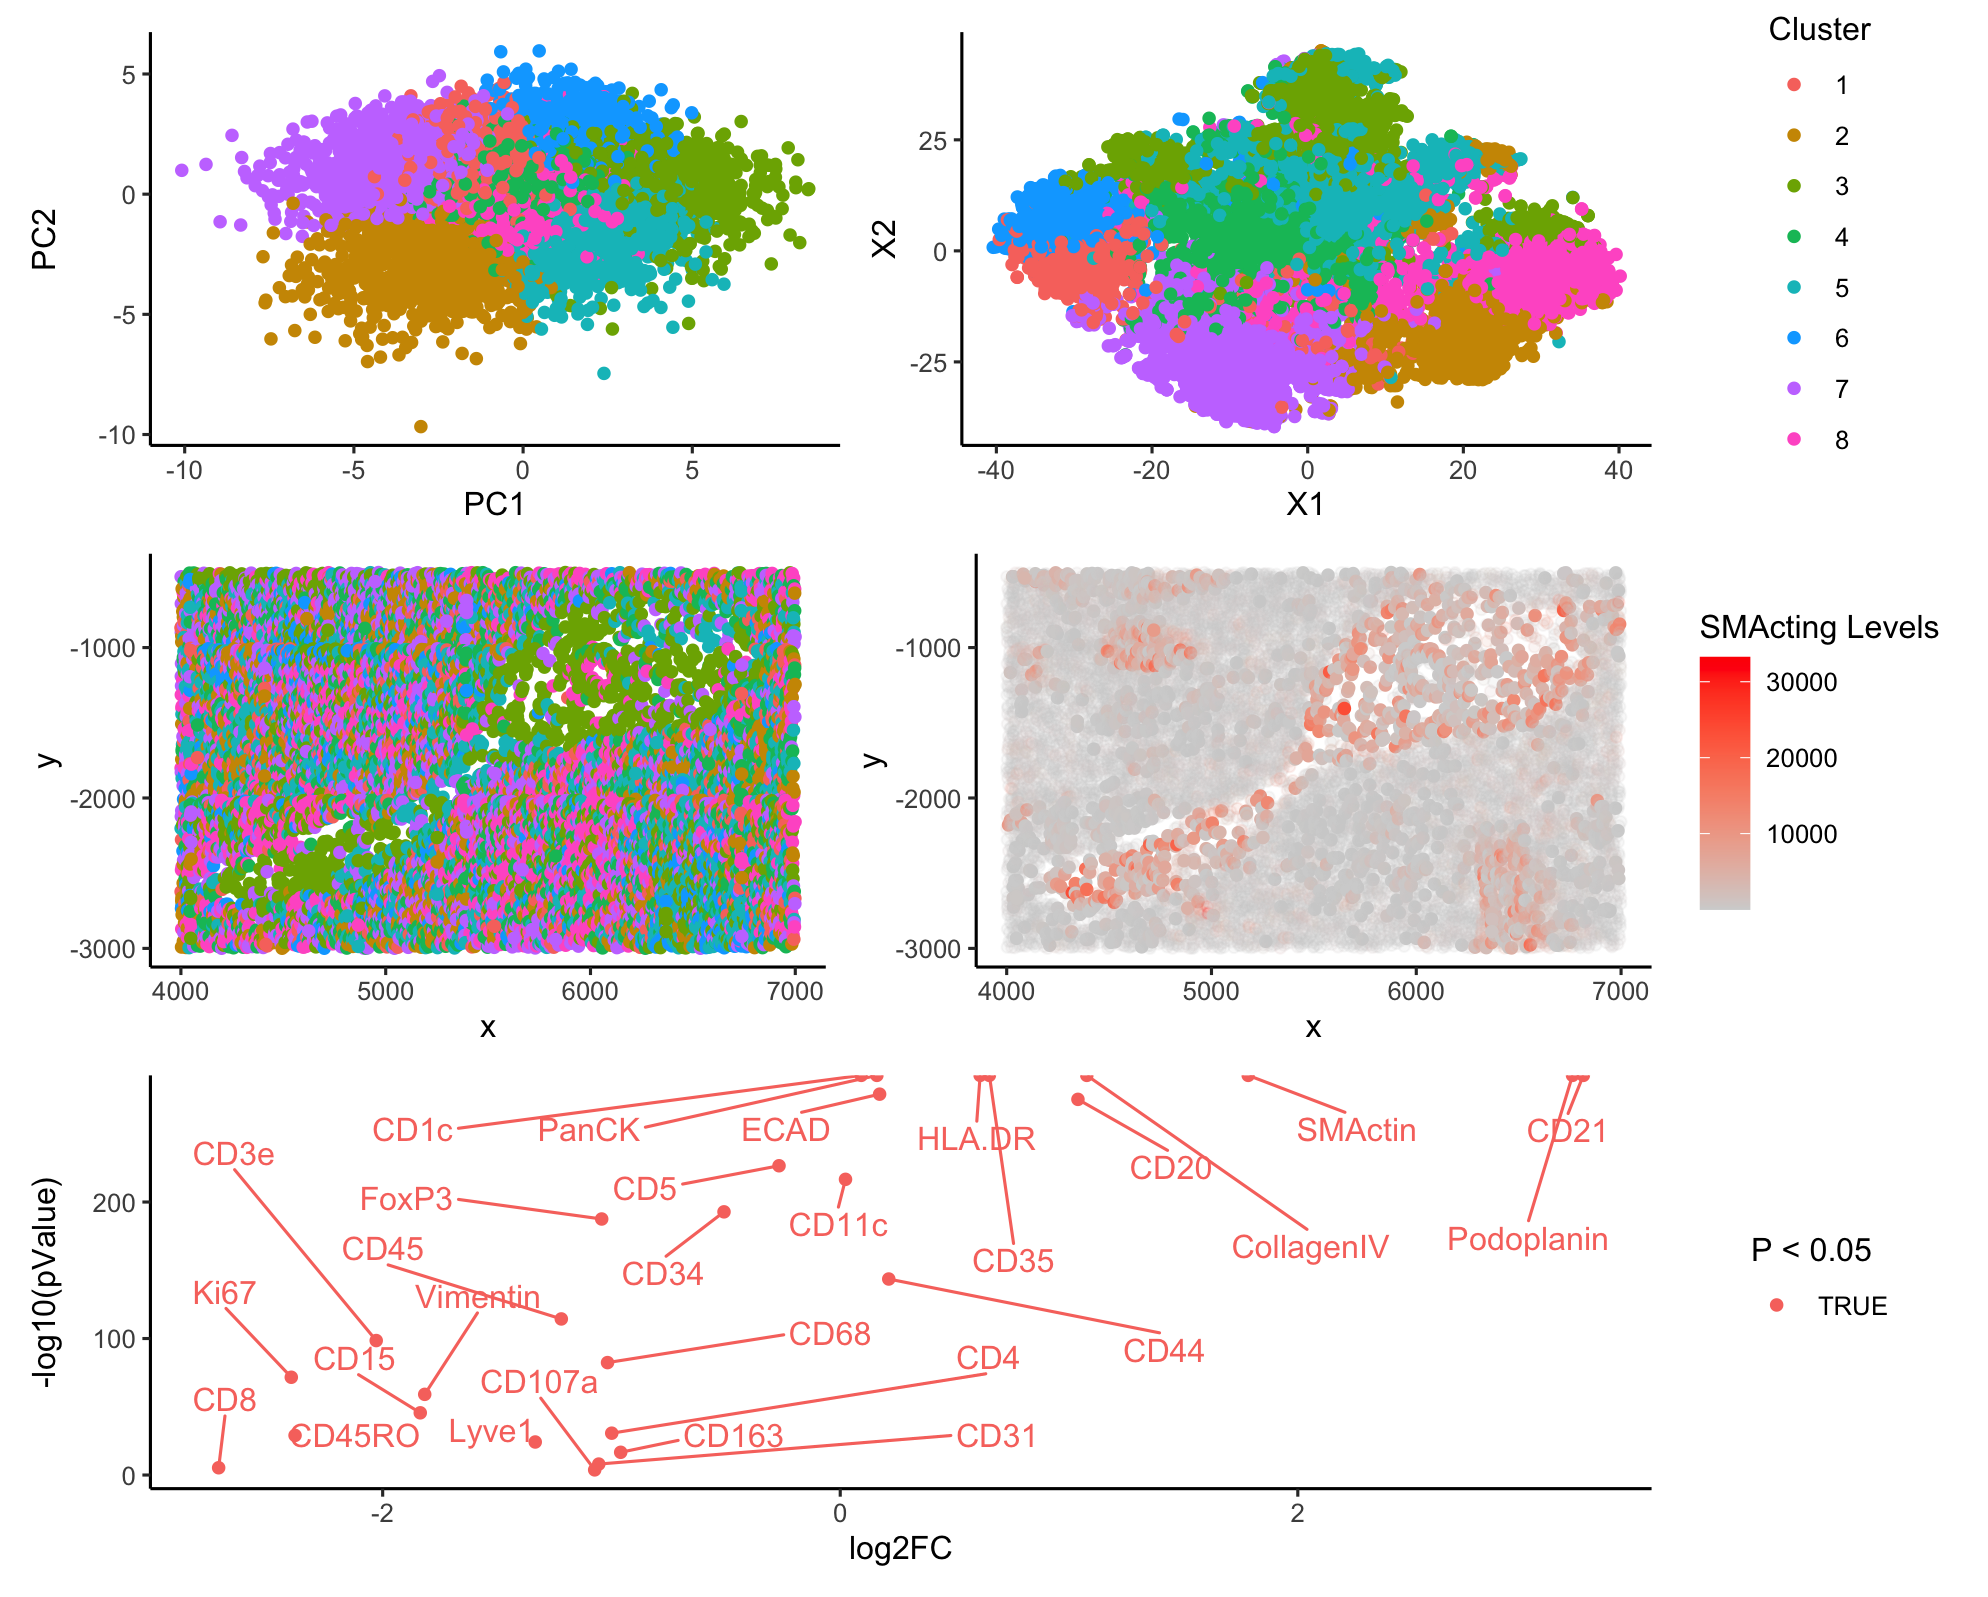 5
0
-5
-10
PC2
-10
-5
0
5
PC1
25
0
-25
X2
-40
-20
0
20
40
X1
Cluster
1
2
3
4
5
6
7
8
-1000
-2000
-3000
y
4000
5000
6000
7000
x
-1000
-2000
-3000
y
4000
5000
6000
7000
x
SMActing Levels
30000
20000
10000
CD1c
PanCK
ECAD
HLA.DR
SMActin
CD21
CD3e
CD20
CD5
FoxP3
CD11c
CD45
CD34
CD35
CollagenIV
Podoplanin
Ki67
Vimentin
CD68
CD44
CD15
CD4
CD107a
CD8
CD45RO
Lyve1
CD163
CD31
200
100
0
-log10(pValue)
-2
0
2
log2FC
P < 0.05
TRUE